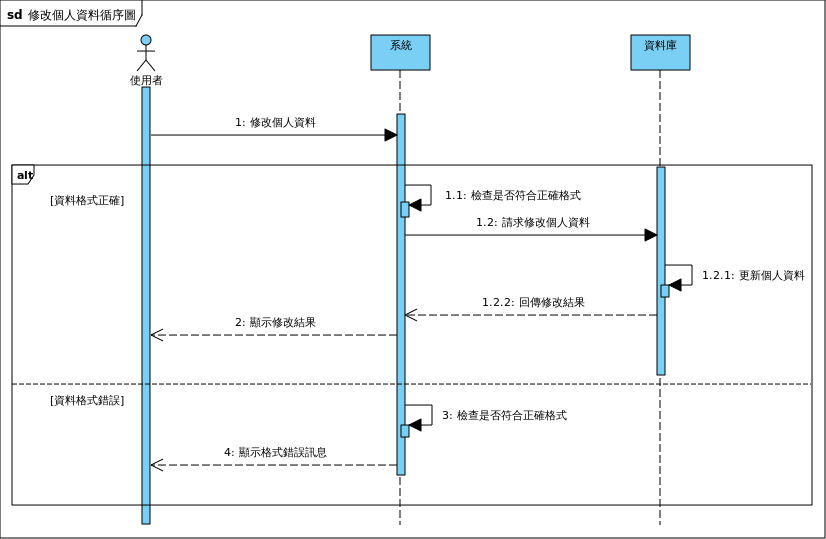 sd 修改個人資料循序圖
使用者
系統
資料庫
1: 修改個人資料
alt
[資料格式正確]
1.1: 檢查是否符合正確格式
1.2: 請求修改個人資料
1.2.1: 更新個人資料
1.2.2: 回傳修改結果
2: 顯示修改結果
[資料格式錯誤]
3: 檢查是否符合正確格式
4: 顯示格式錯誤訊息